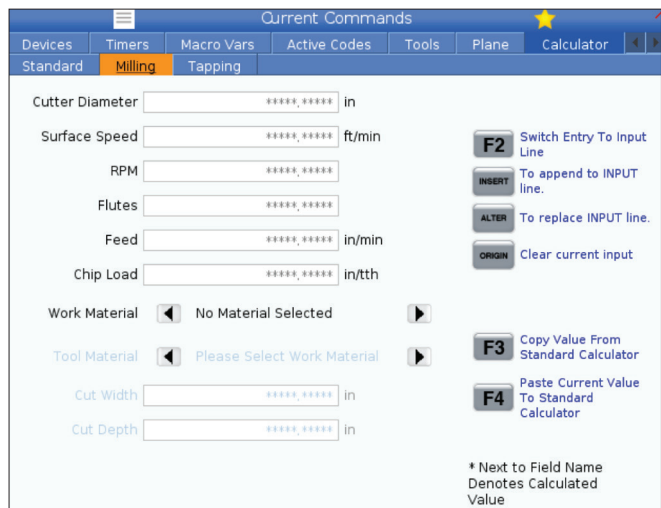 Current Commands
Devices Timers Macro Vars Active Codes Tools Plane Calculator
Standard Milling Tapping
Cutter Diameter *****.***** in
Surface Speed *****.***** ft/min
RPM *****.*****
Flutes *****.*****
Feed *****.***** in/min
Chip Load *****.***** in/tth
Work Material No Material Selected
Tool Material Please Select Work Material
Cut Width *****.***** in
Cut Depth *****.***** in
F2 Switch Entry To Input
Line
INSERT To append to INPUT
line.
ALTER To replace INPUT line.
ORIGIN Clear current input
F3 Copy Value From
Standard Calculator
F4 Paste Current Value
To Standard
Calculator
* Next to Field Name
Denotes Calculated
Value